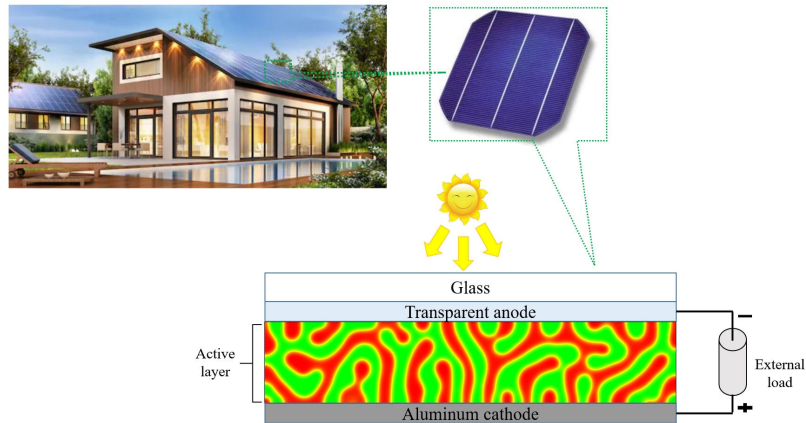 Glass
Transparent anode
Active
layer
−
External
load
+
Aluminum cathode